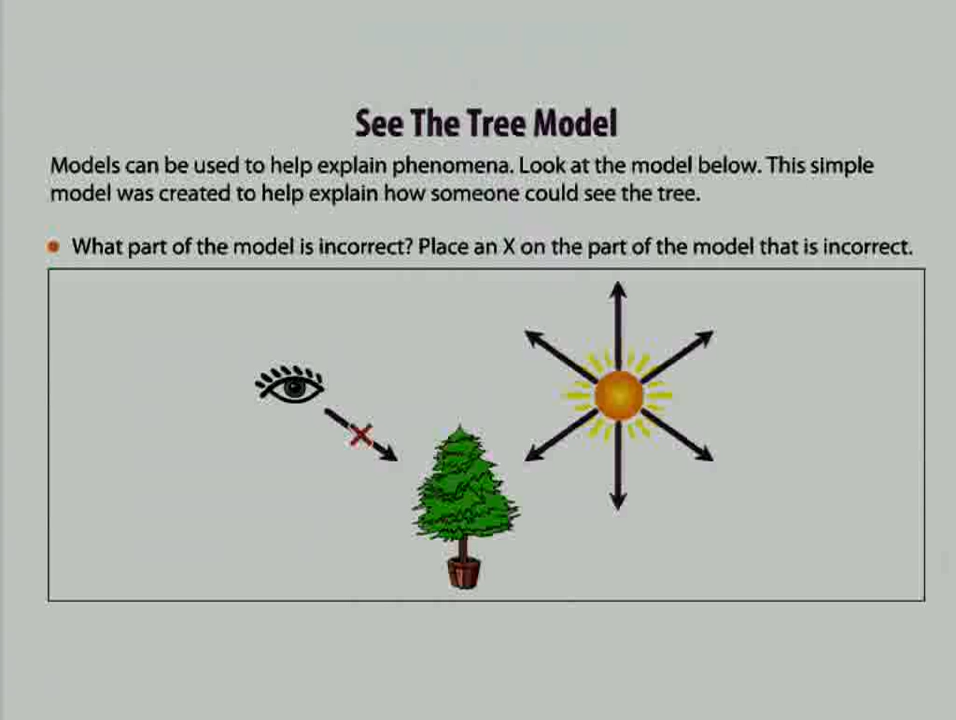 See The Tree Model
Models can be used to help explain phenomena. Look at the model below. This simple
model was created to help explain how someone could see the tree.
• What part of the model is incorrect? Place an X on the part of the model that is incorrect.